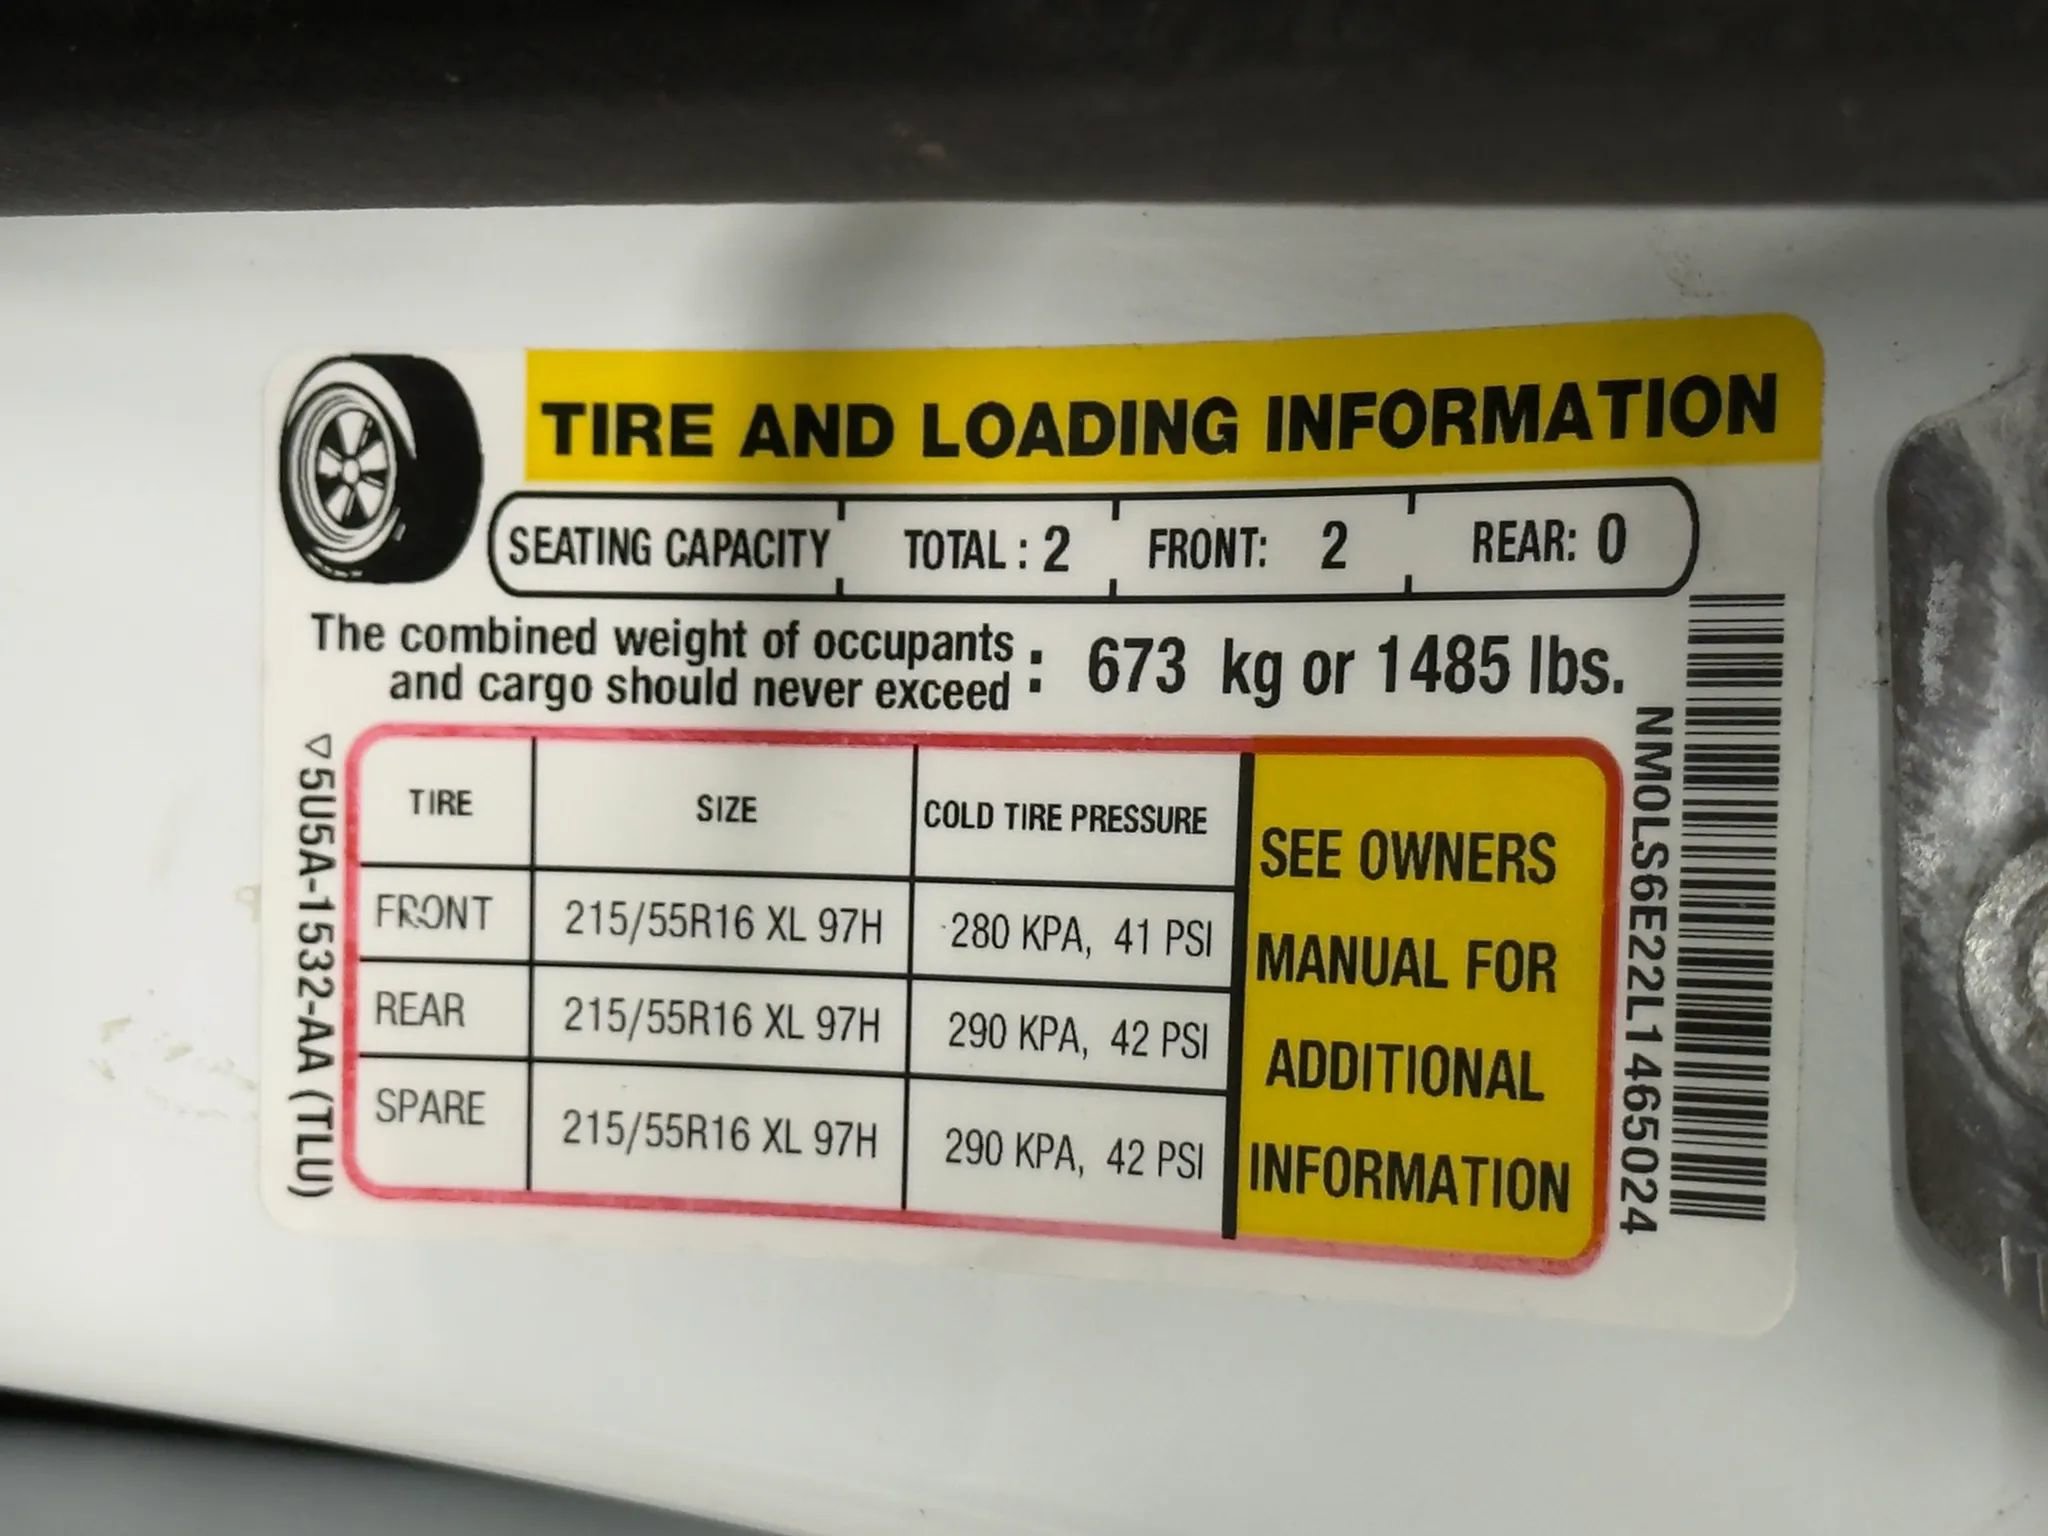 TIRE AND LOADING INFORMATION
SEATING CAPACITY TOTAL : 2 FRONT: 2 REAR: 0
The combined weight of occupants
and cargo should never exceed : 673 kg or 1485 lbs.
TIRE SIZE COLD TIRE PRESSURE
FRONT 215/55R16 XL 97H 280 KPA, 41 PSI
REAR 215/55R16 XL 97H 290 KPA, 42 PSI
SPARE 215/55R16 XL 97H 290 KPA, 42 PSI
SEE OWNERS
MANUAL FOR
ADDITIONAL
INFORMATION
5U5A-1532-AA (TLU)
NM0LS6E22L1465024